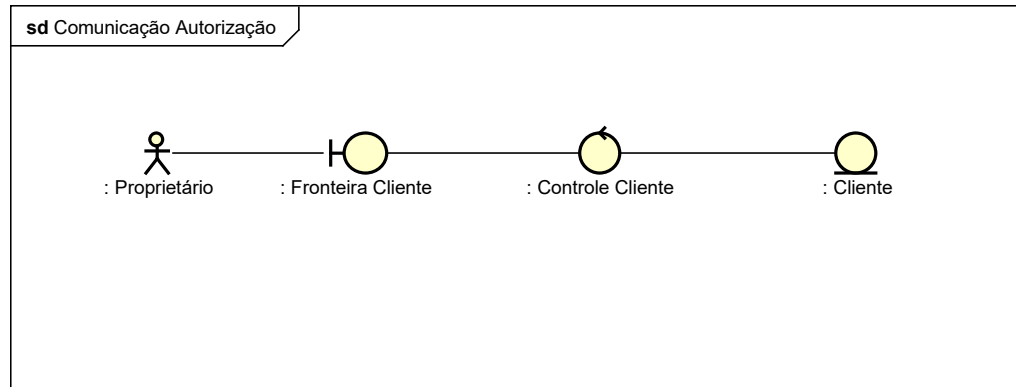 sd Comunicação Autorização
: Proprietário
: Fronteira Cliente
: Controle Cliente
: Cliente